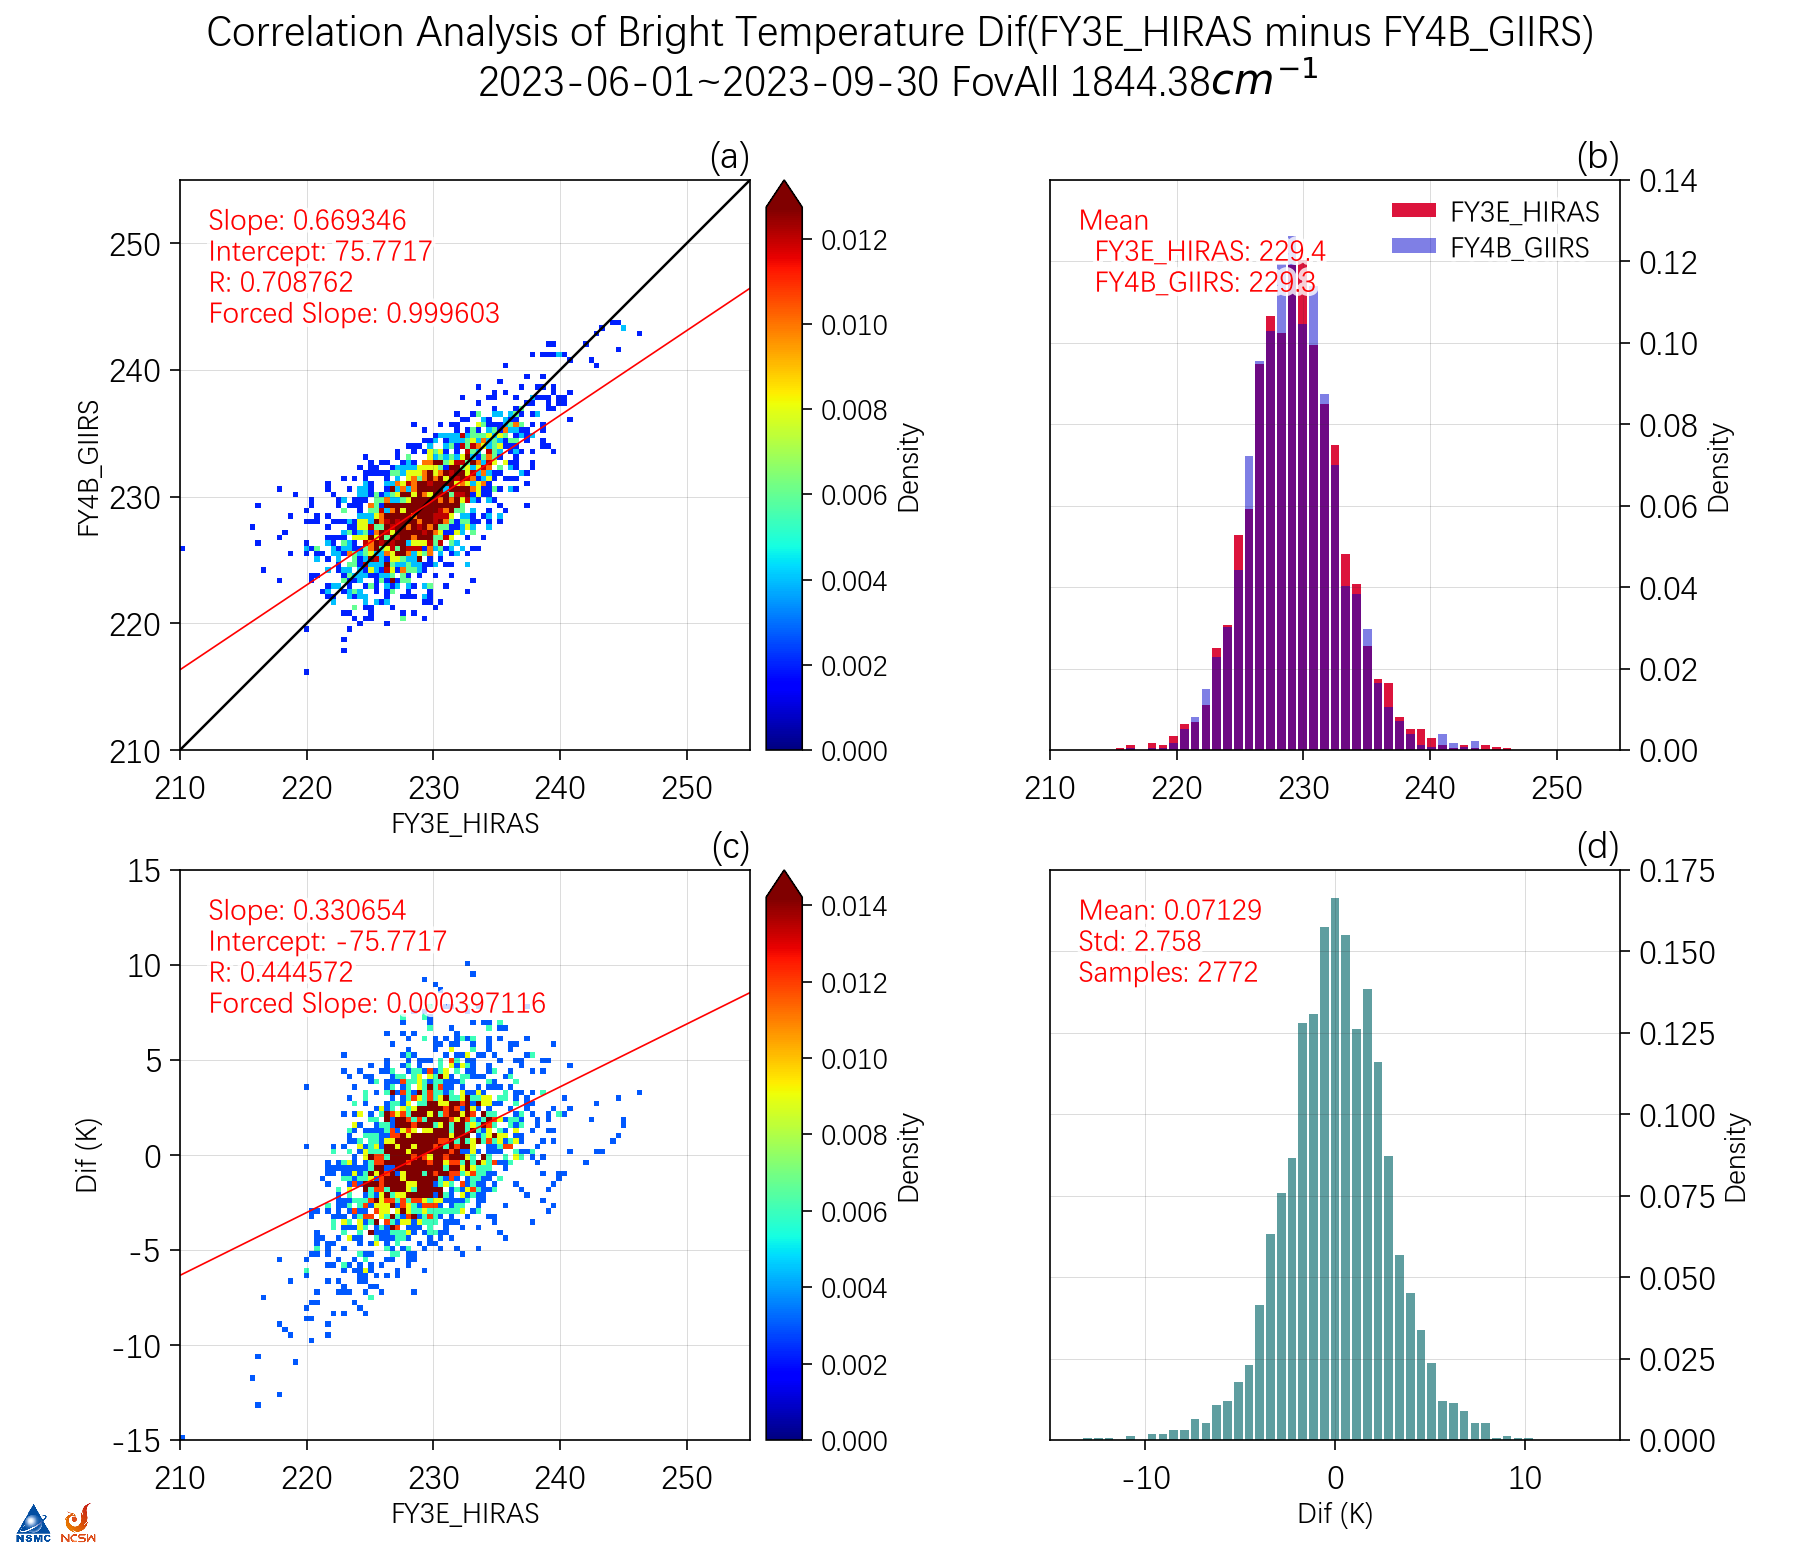 Correlation Analysis of Bright Temperature Dif(FY3E_HIRAS minus FY4B_GIIRS)
2023-06-01~2023-09-30 FovAll 1844.38cm⁻¹
(a)
Slope: 0.669346
Intercept: 75.7717
R: 0.708762
Forced Slope: 0.999603
250
240
230
220
210
FY4B_GIIRS
210 220 230 240 250
FY3E_HIRAS
0.012
0.010
0.008
0.006
0.004
0.002
0.000
Density
(b)
Mean
FY3E_HIRAS: 229.4
FY4B_GIIRS: 229.3
FY3E_HIRAS
FY4B_GIIRS
0.14
0.12
0.10
0.08
0.06
0.04
0.02
0.00
Density
210 220 230 240 250
(c)
Slope: 0.330654
Intercept: -75.7717
R: 0.444572
Forced Slope: 0.000397116
15
10
5
0
-5
-10
-15
Dif (K)
210 220 230 240 250
FY3E_HIRAS
0.014
0.012
0.010
0.008
0.006
0.004
0.002
0.000
Density
(d)
Mean: 0.07129
Std: 2.758
Samples: 2772
0.175
0.150
0.125
0.100
0.075
0.050
0.025
0.000
Density
-10 0 10
Dif (K)
NSMC NCSW